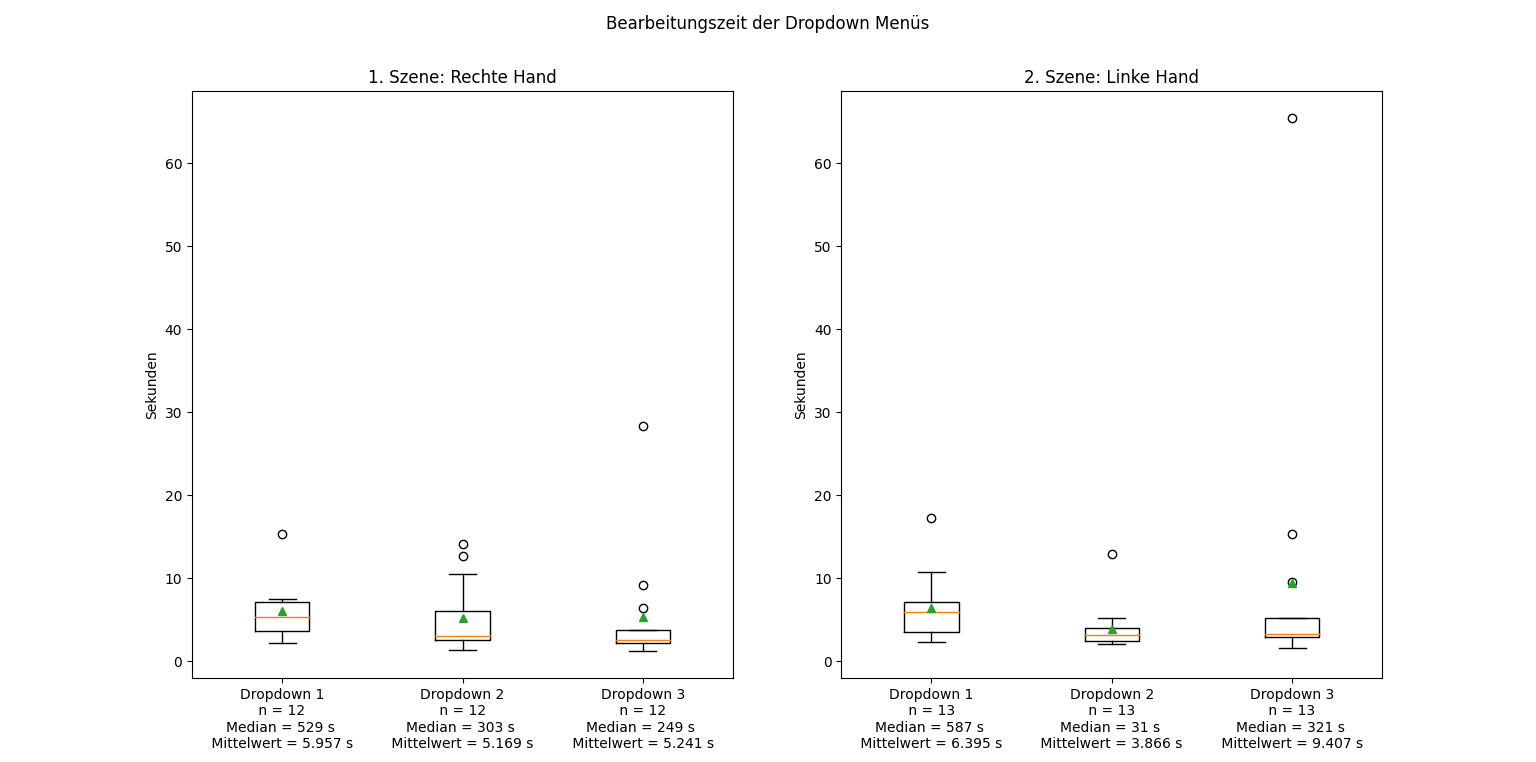 Bearbeitungszeit der Dropdown Menüs
1. Szene: Rechte Hand
Sekunden
60
50
40
30
20
10
0
Dropdown 1
n = 12
Median = 529 s
Mittelwert = 5.957 s
Dropdown 2
n = 12
Median = 303 s
Mittelwert = 5.169 s
Dropdown 3
n = 12
Median = 249 s
Mittelwert = 5.241 s
2. Szene: Linke Hand
Sekunden
60
50
40
30
20
10
0
Dropdown 1
n = 13
Median = 587 s
Mittelwert = 6.395 s
Dropdown 2
n = 13
Median = 31 s
Mittelwert = 3.866 s
Dropdown 3
n = 13
Median = 321 s
Mittelwert = 9.407 s